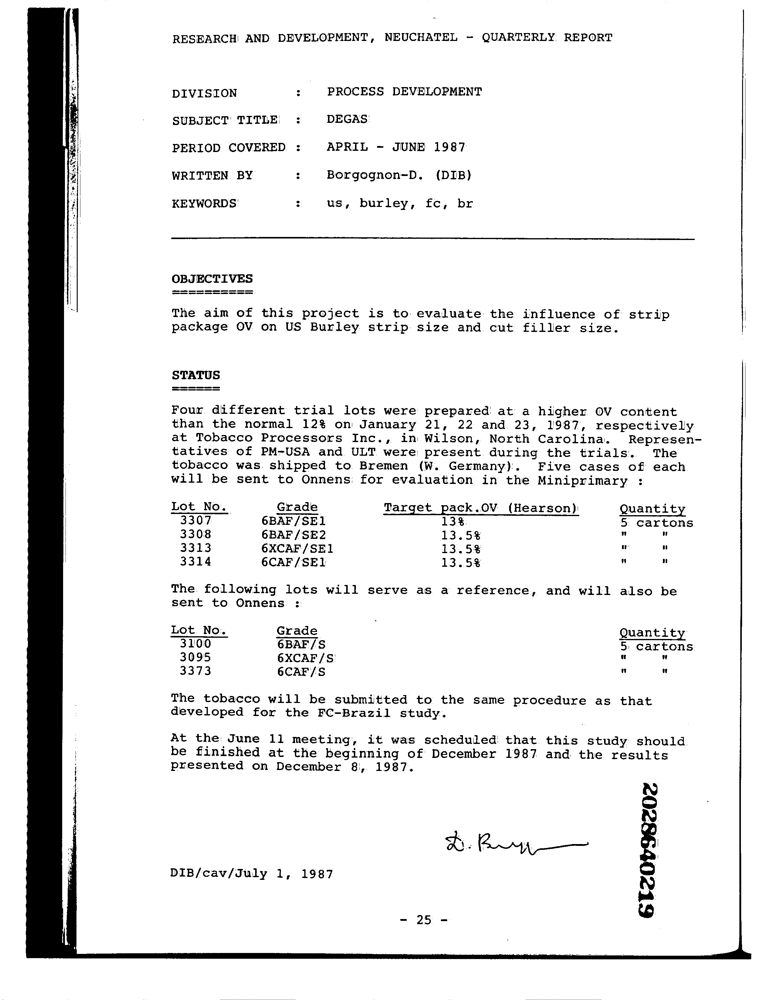 RESEARCH AND DEVELOPMENT, NEUCHATEL - QUARTERLY REPORT
DIVISION : PROCESS DEVELOPMENT
SUBJECT TITLE : DEGAS
PERIOD COVERED : APRIL - JUNE 1987
WRITTEN BY : Borgognon-D. (DIB)
KEYWORDS : us, burley, fc, br
OBJECTIVES
==========
The aim of this project is to evaluate the influence of strip
package OV on US Burley strip size and cut filler size.
STATUS
======
Four different trial lots were prepared at a higher OV content
than the normal 12% on January 21, 22 and 23, 1987, respectively
at Tobacco Processors Inc., in Wilson, North Carolina. Represen-
tatives of PM-USA and ULT were present during the trials. The
tobacco was shipped to Bremen (W. Germany). Five cases of each
will be sent to Onnens for evaluation in the Miniprimary :
Lot No. Grade Target pack.OV (Hearson) Quantity
3307 6BAF/SE1 13% 5 cartons
3308 6BAF/SE2 13.5% " "
3313 6XCAF/SE1 13.5% " "
3314 6CAF/SE1 13.5% " "
The following lots will serve as a reference, and will also be
sent to Onnens :
Lot No. Grade Quantity
3100 6BAF/S 5 cartons
3095 6XCAF/S " "
3373 6CAF/S " "
The tobacco will be submitted to the same procedure as that
developed for the FC-Brazil study.
At the June 11 meeting, it was scheduled that this study should
be finished at the beginning of December 1987 and the results
presented on December 8, 1987.
DIB/cav/July 1, 1987
- 25 -
2028640219